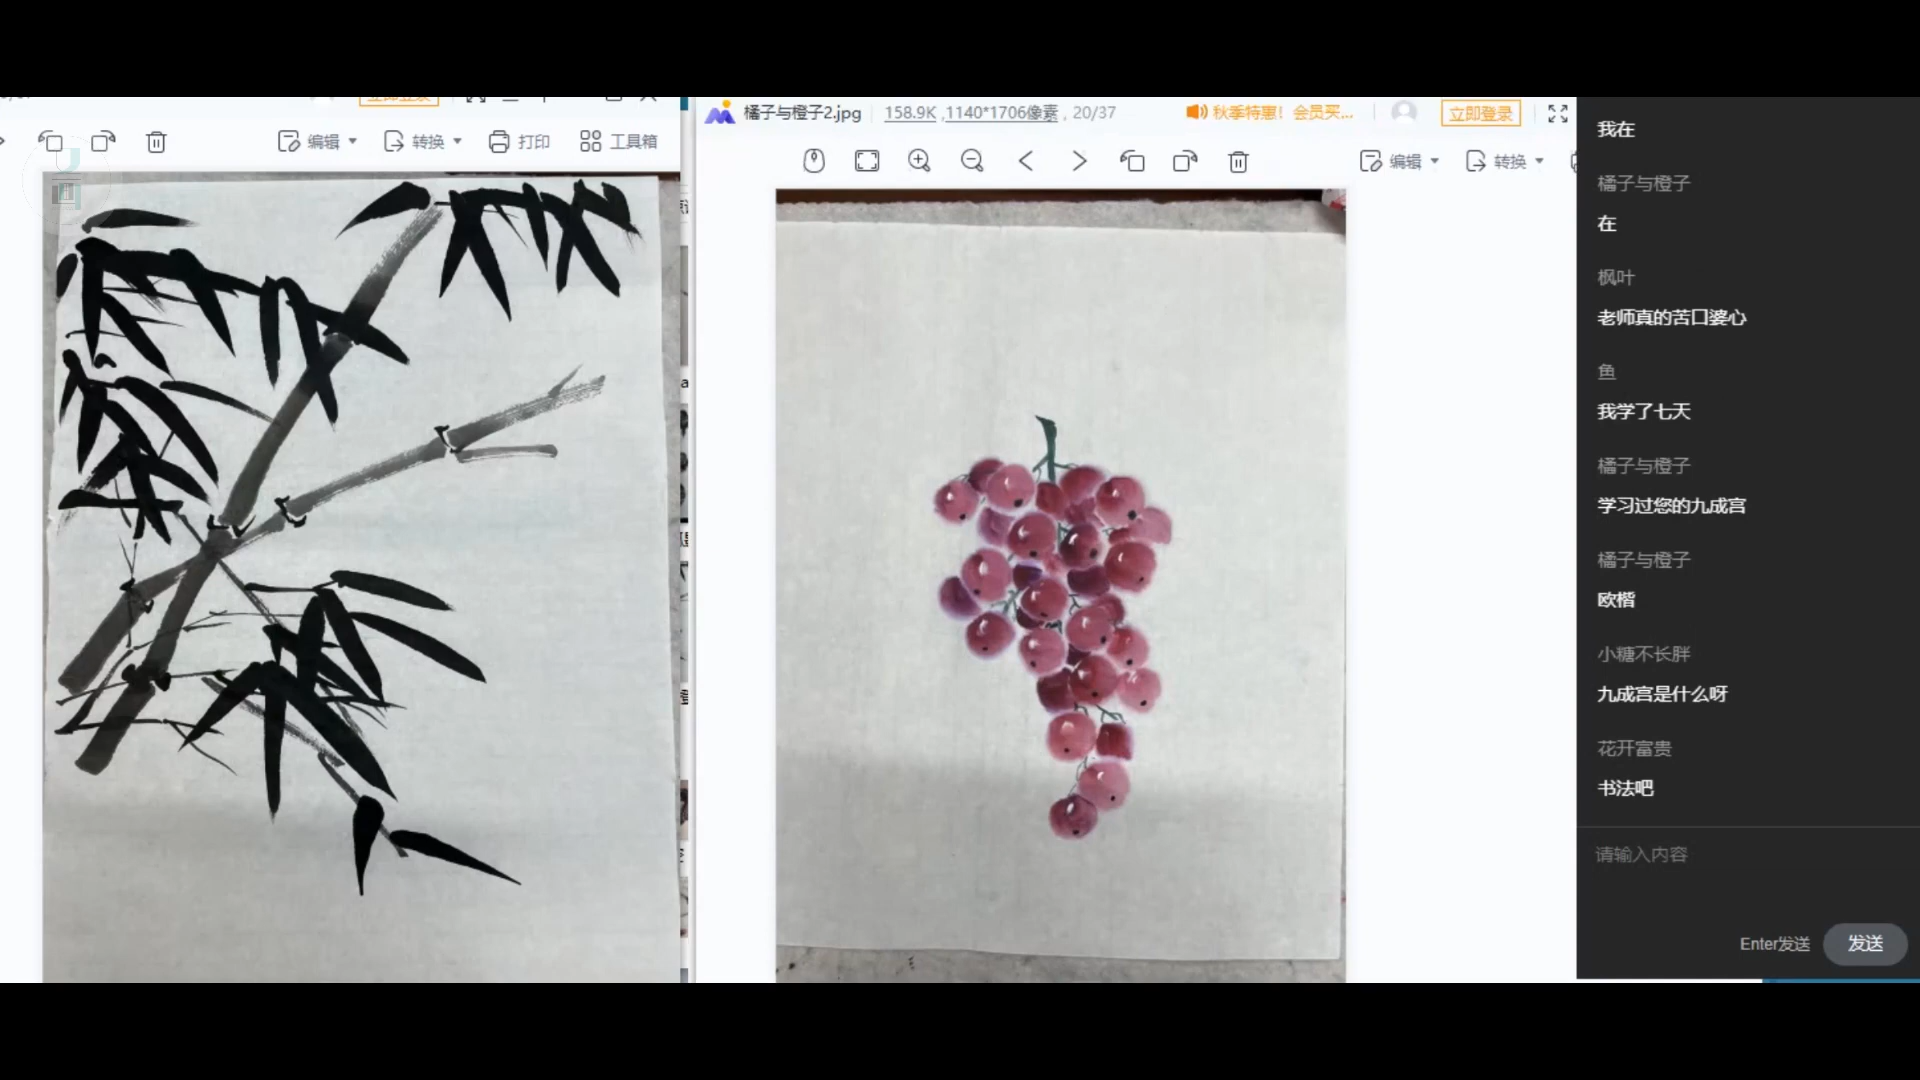 立即登录
编辑
转换
打印
工具箱
橘子与橙子2.jpg
158.9K ,1140*1706像素 , 20/37
秋季特惠! 会员买...
立即登录
编辑
转换
我在
橘子与橙子
在
枫叶
老师真的苦口婆心
鱼
我学了七天
橘子与橙子
学习过您的九成宫
橘子与橙子
欧楷
小糖不长胖
九成宫是什么呀
花开富贵
书法吧
请输入内容
Enter发送
发送